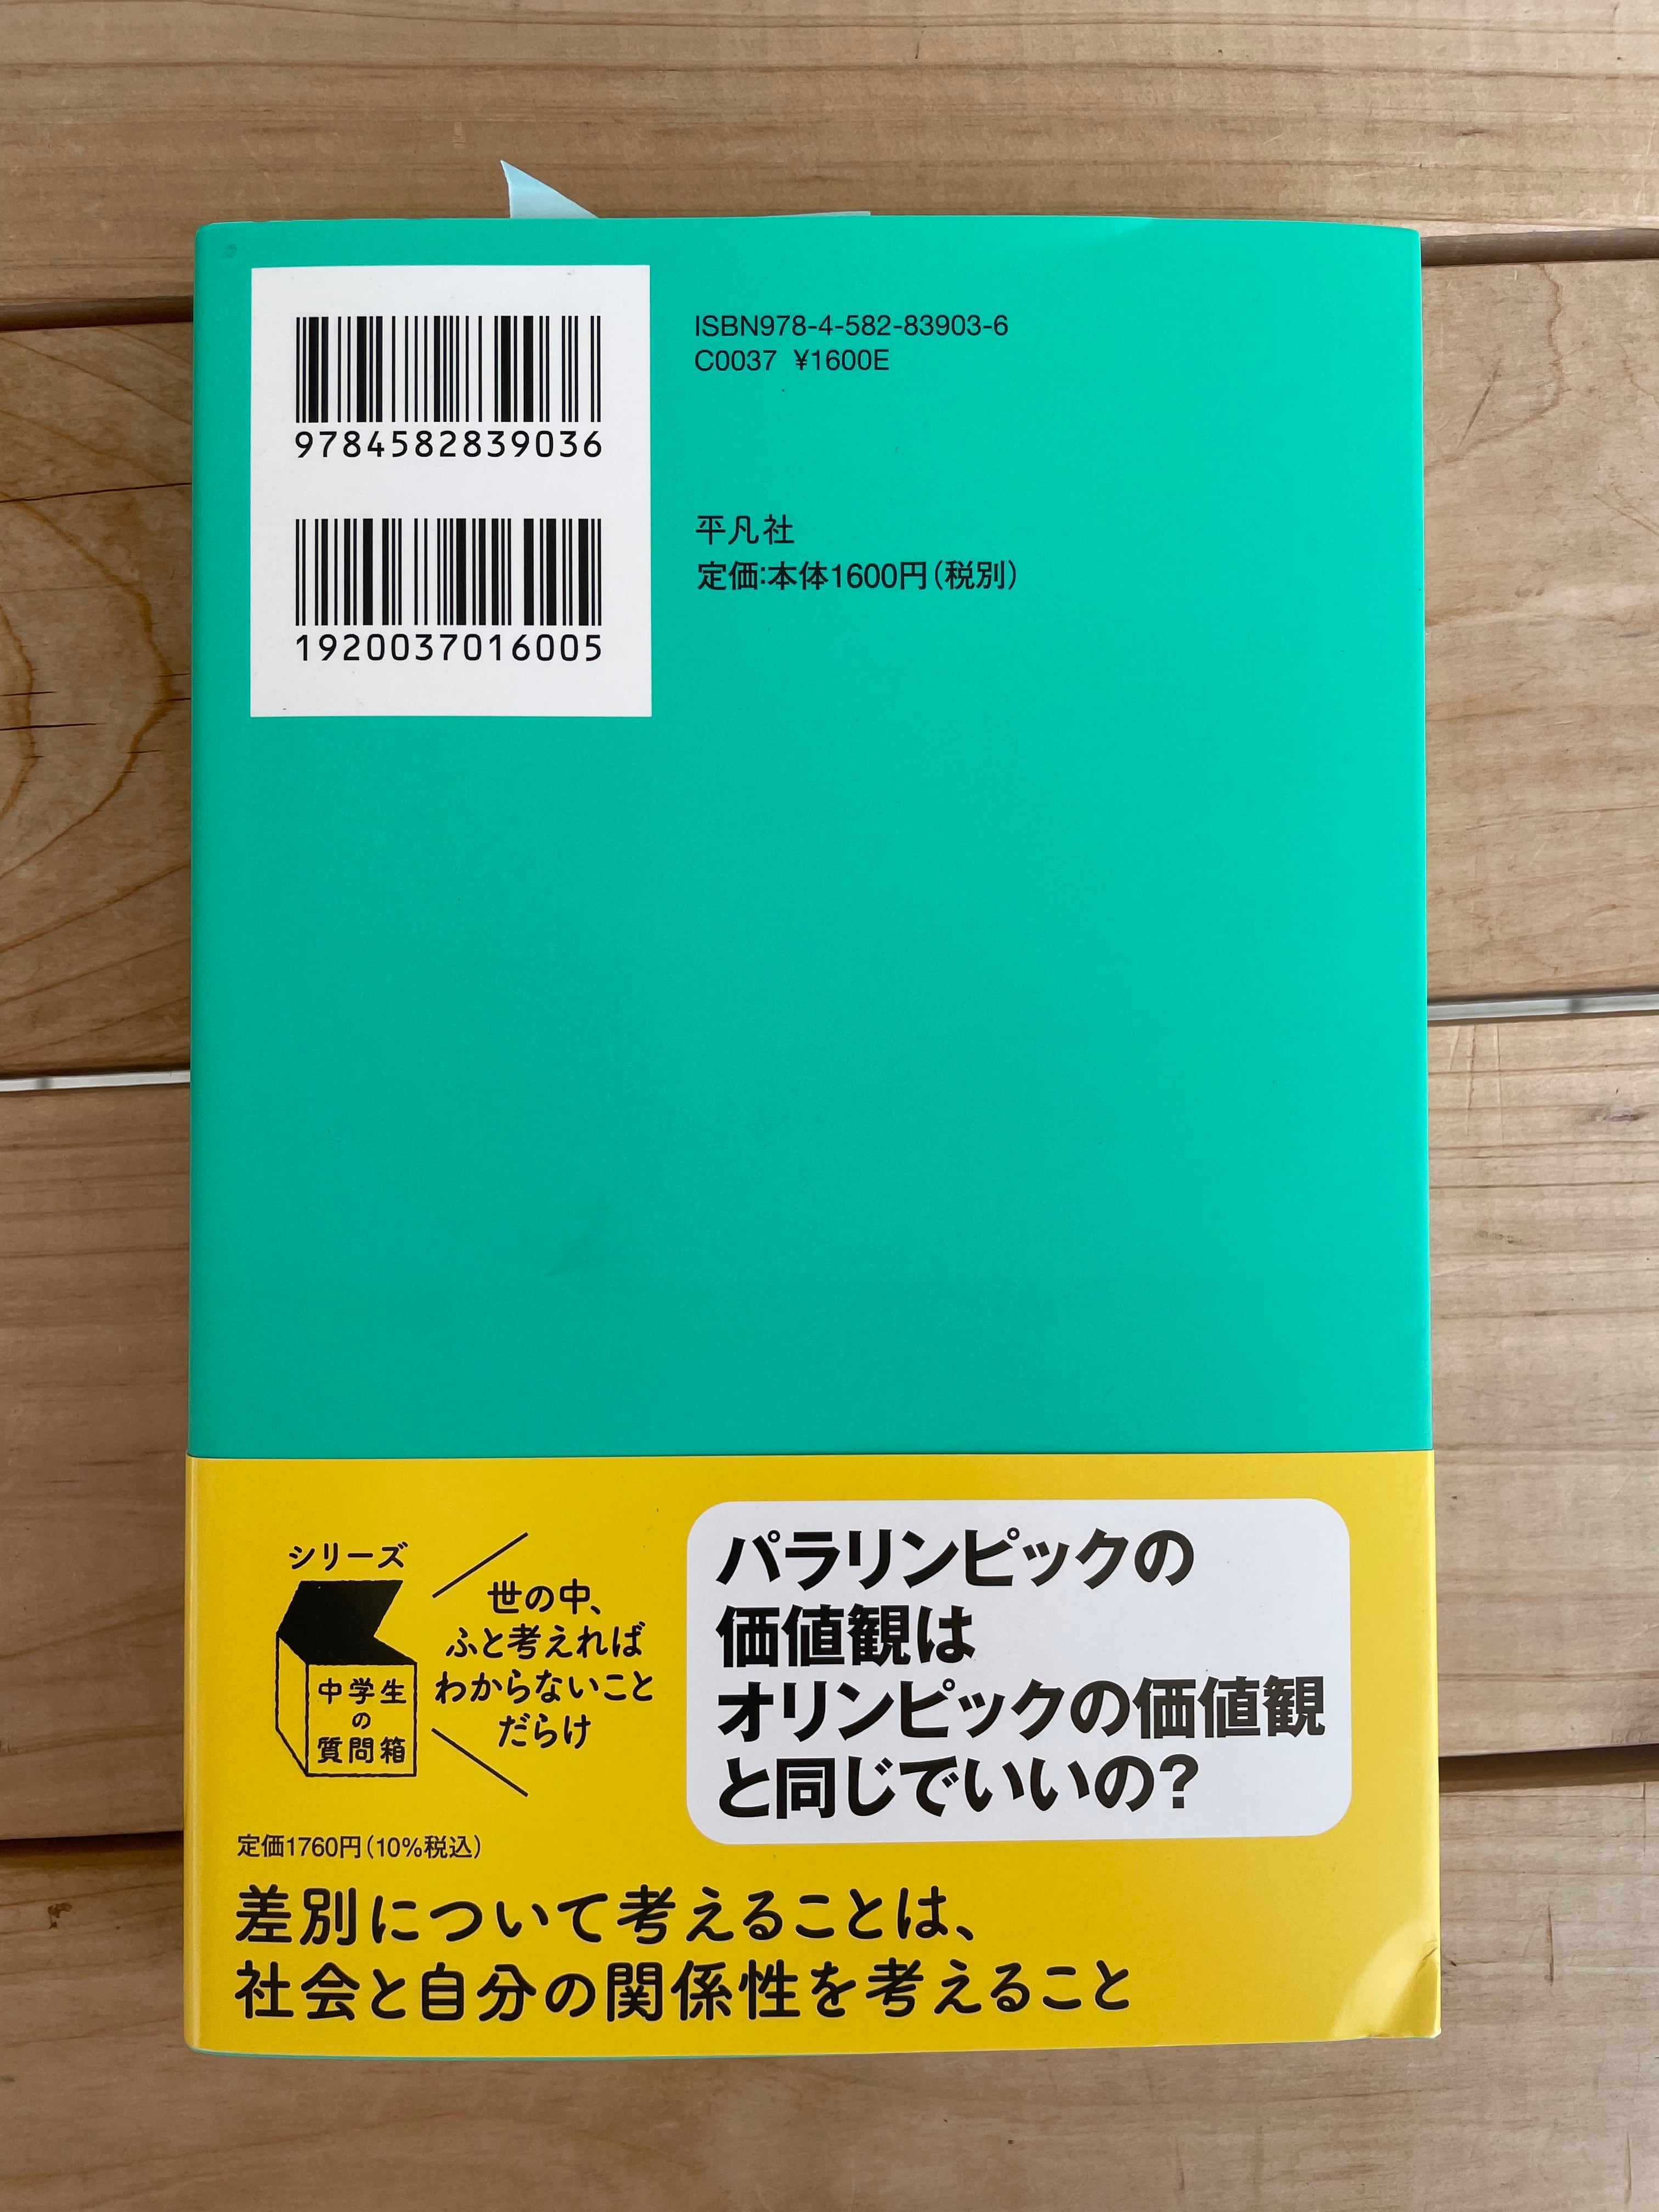 9784582839036
1920037016005
ISBN978-4-582-83903-6
C0037 ¥1600E
平凡社
定価:本体1600円(税別)
シリーズ
中学生
の
質問箱
世の中、
ふと考えれば
わからないこと
だらけ
パラリンピックの
価値観は
オリンピックの価値観
と同じでいいの?
定価1760円(10%税込)
差別について考えることは、
社会と自分の関係性を考えること